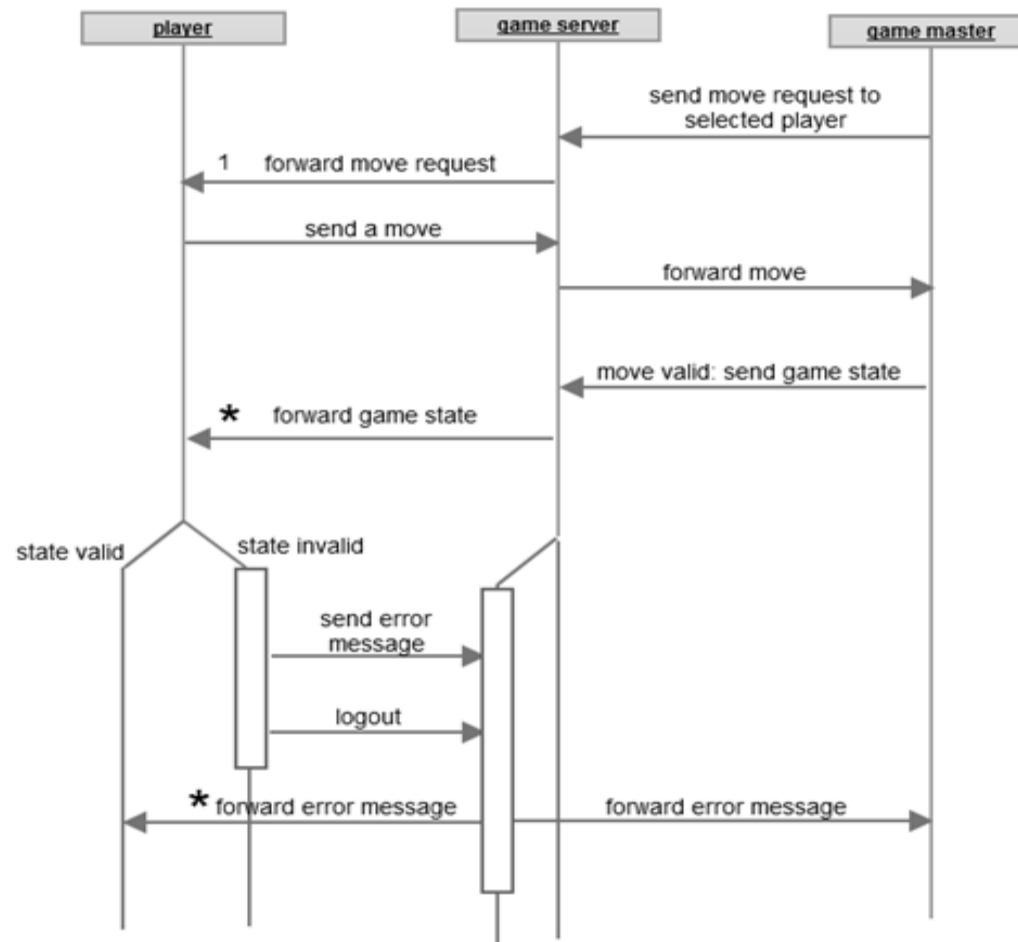 player
game server
game master
send move request to
selected player
1 forward move request
send a move
forward move
move valid: send game state
* forward game state
state valid
state invalid
send error
message
logout
* forward error message
forward error message